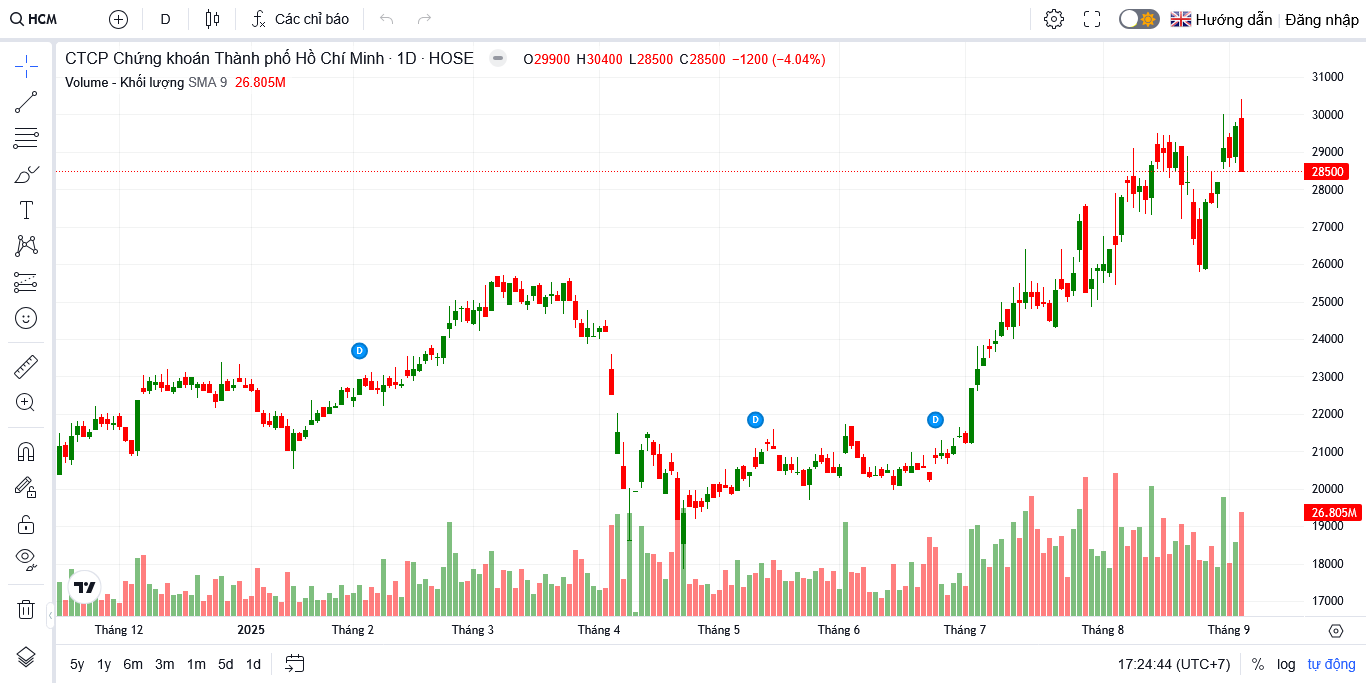 HCM D Các chỉ báo Hướng dẫn Đăng nhập
CTCP Chứng khoán Thành phố Hồ Chí Minh · 1D · HOSE O29900 H30400 L28500 C28500 −1200 (−4.04%)
Volume - Khối lượng SMA 9 26.805M
31000
30000
29000
28500
28000
27000
26000
25000
24000
23000
22000
21000
20000
26.805M
19000
18000
17000
D
D
D
Tháng 12 2025 Tháng 2 Tháng 3 Tháng 4 Tháng 5 Tháng 6 Tháng 7 Tháng 8 Tháng 9
5y 1y 6m 3m 1m 5d 1d 17:24:44 (UTC+7) % log tự động